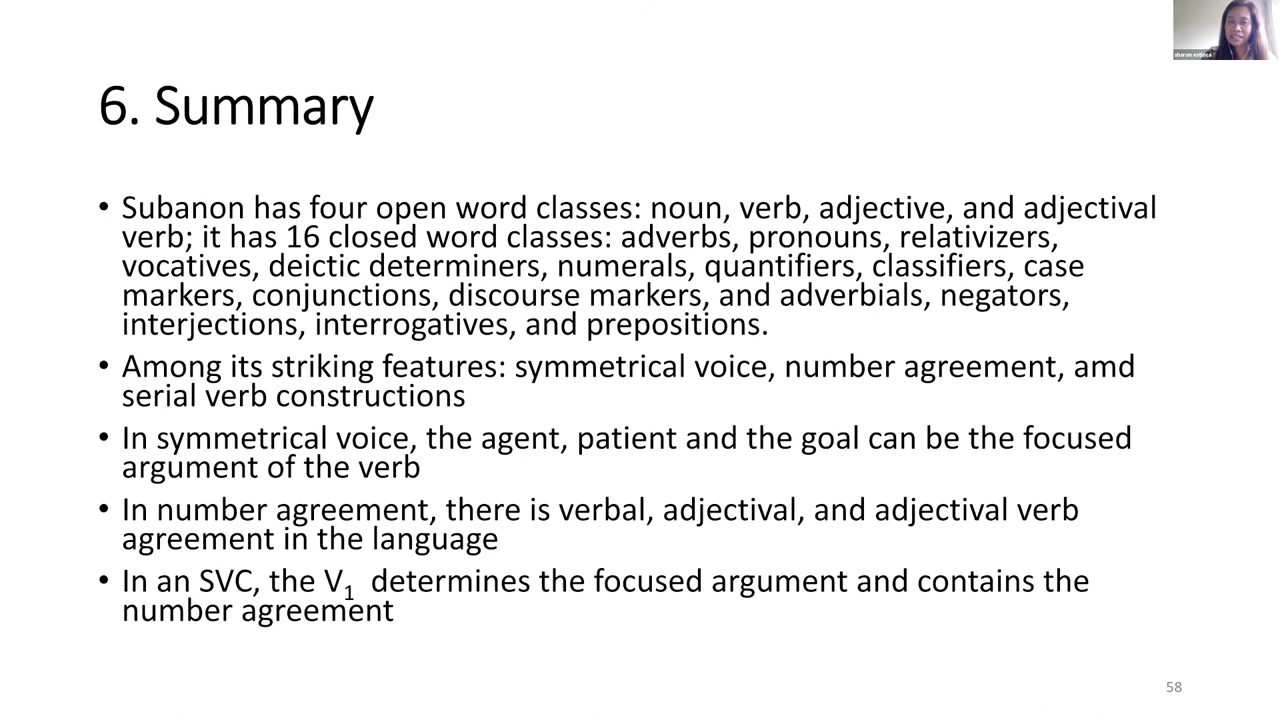 sharon estioca
6. Summary
• Subanon has four open word classes: noun, verb, adjective, and adjectival
verb; it has 16 closed word classes: adverbs, pronouns, relativizers,
vocatives, deictic determiners, numerals, quantifiers, classifiers, case
markers, conjunctions, discourse markers, and adverbials, negators,
interjections, interrogatives, and prepositions.
• Among its striking features: symmetrical voice, number agreement, amd
serial verb constructions
• In symmetrical voice, the agent, patient and the goal can be the focused
argument of the verb
• In number agreement, there is verbal, adjectival, and adjectival verb
agreement in the language
• In an SVC, the V₁ determines the focused argument and contains the
number agreement
58